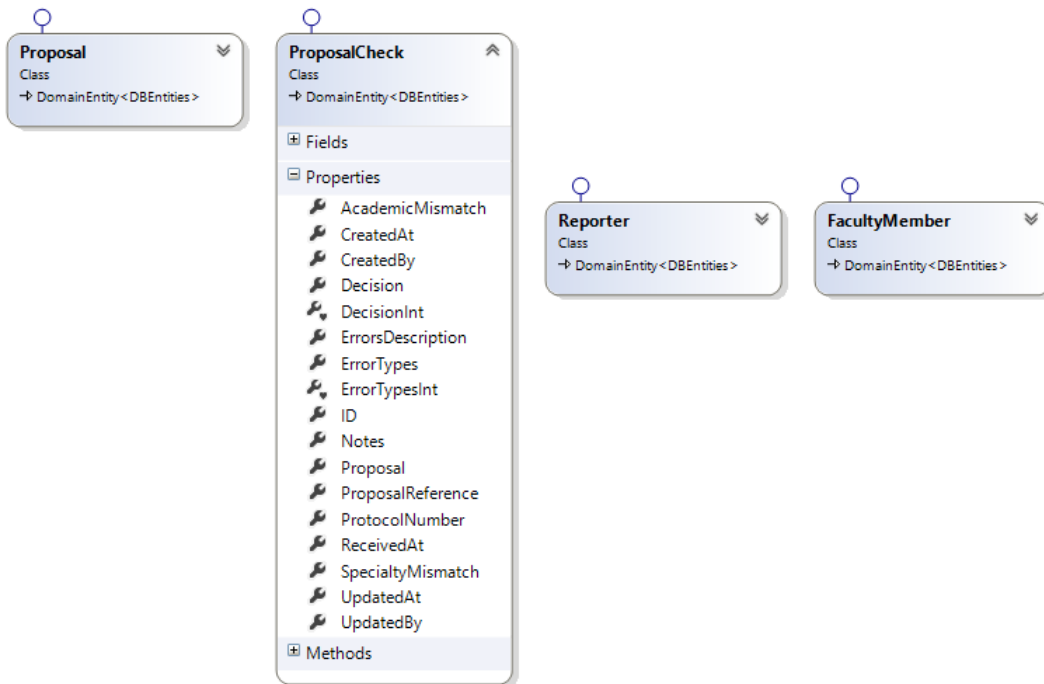 Proposal
Class
DomainEntity<DBEntities>
ProposalCheck
Class
DomainEntity<DBEntities>
Fields
Properties
AcademicMismatch
CreatedAt
CreatedBy
Decision
DecisionInt
ErrorsDescription
ErrorTypes
ErrorTypesInt
ID
Notes
Proposal
ProposalReference
ProtocolNumber
ReceivedAt
SpecialtyMismatch
UpdatedAt
UpdatedBy
Methods
Reporter
Class
DomainEntity<DBEntities>
FacultyMember
Class
DomainEntity<DBEntities>